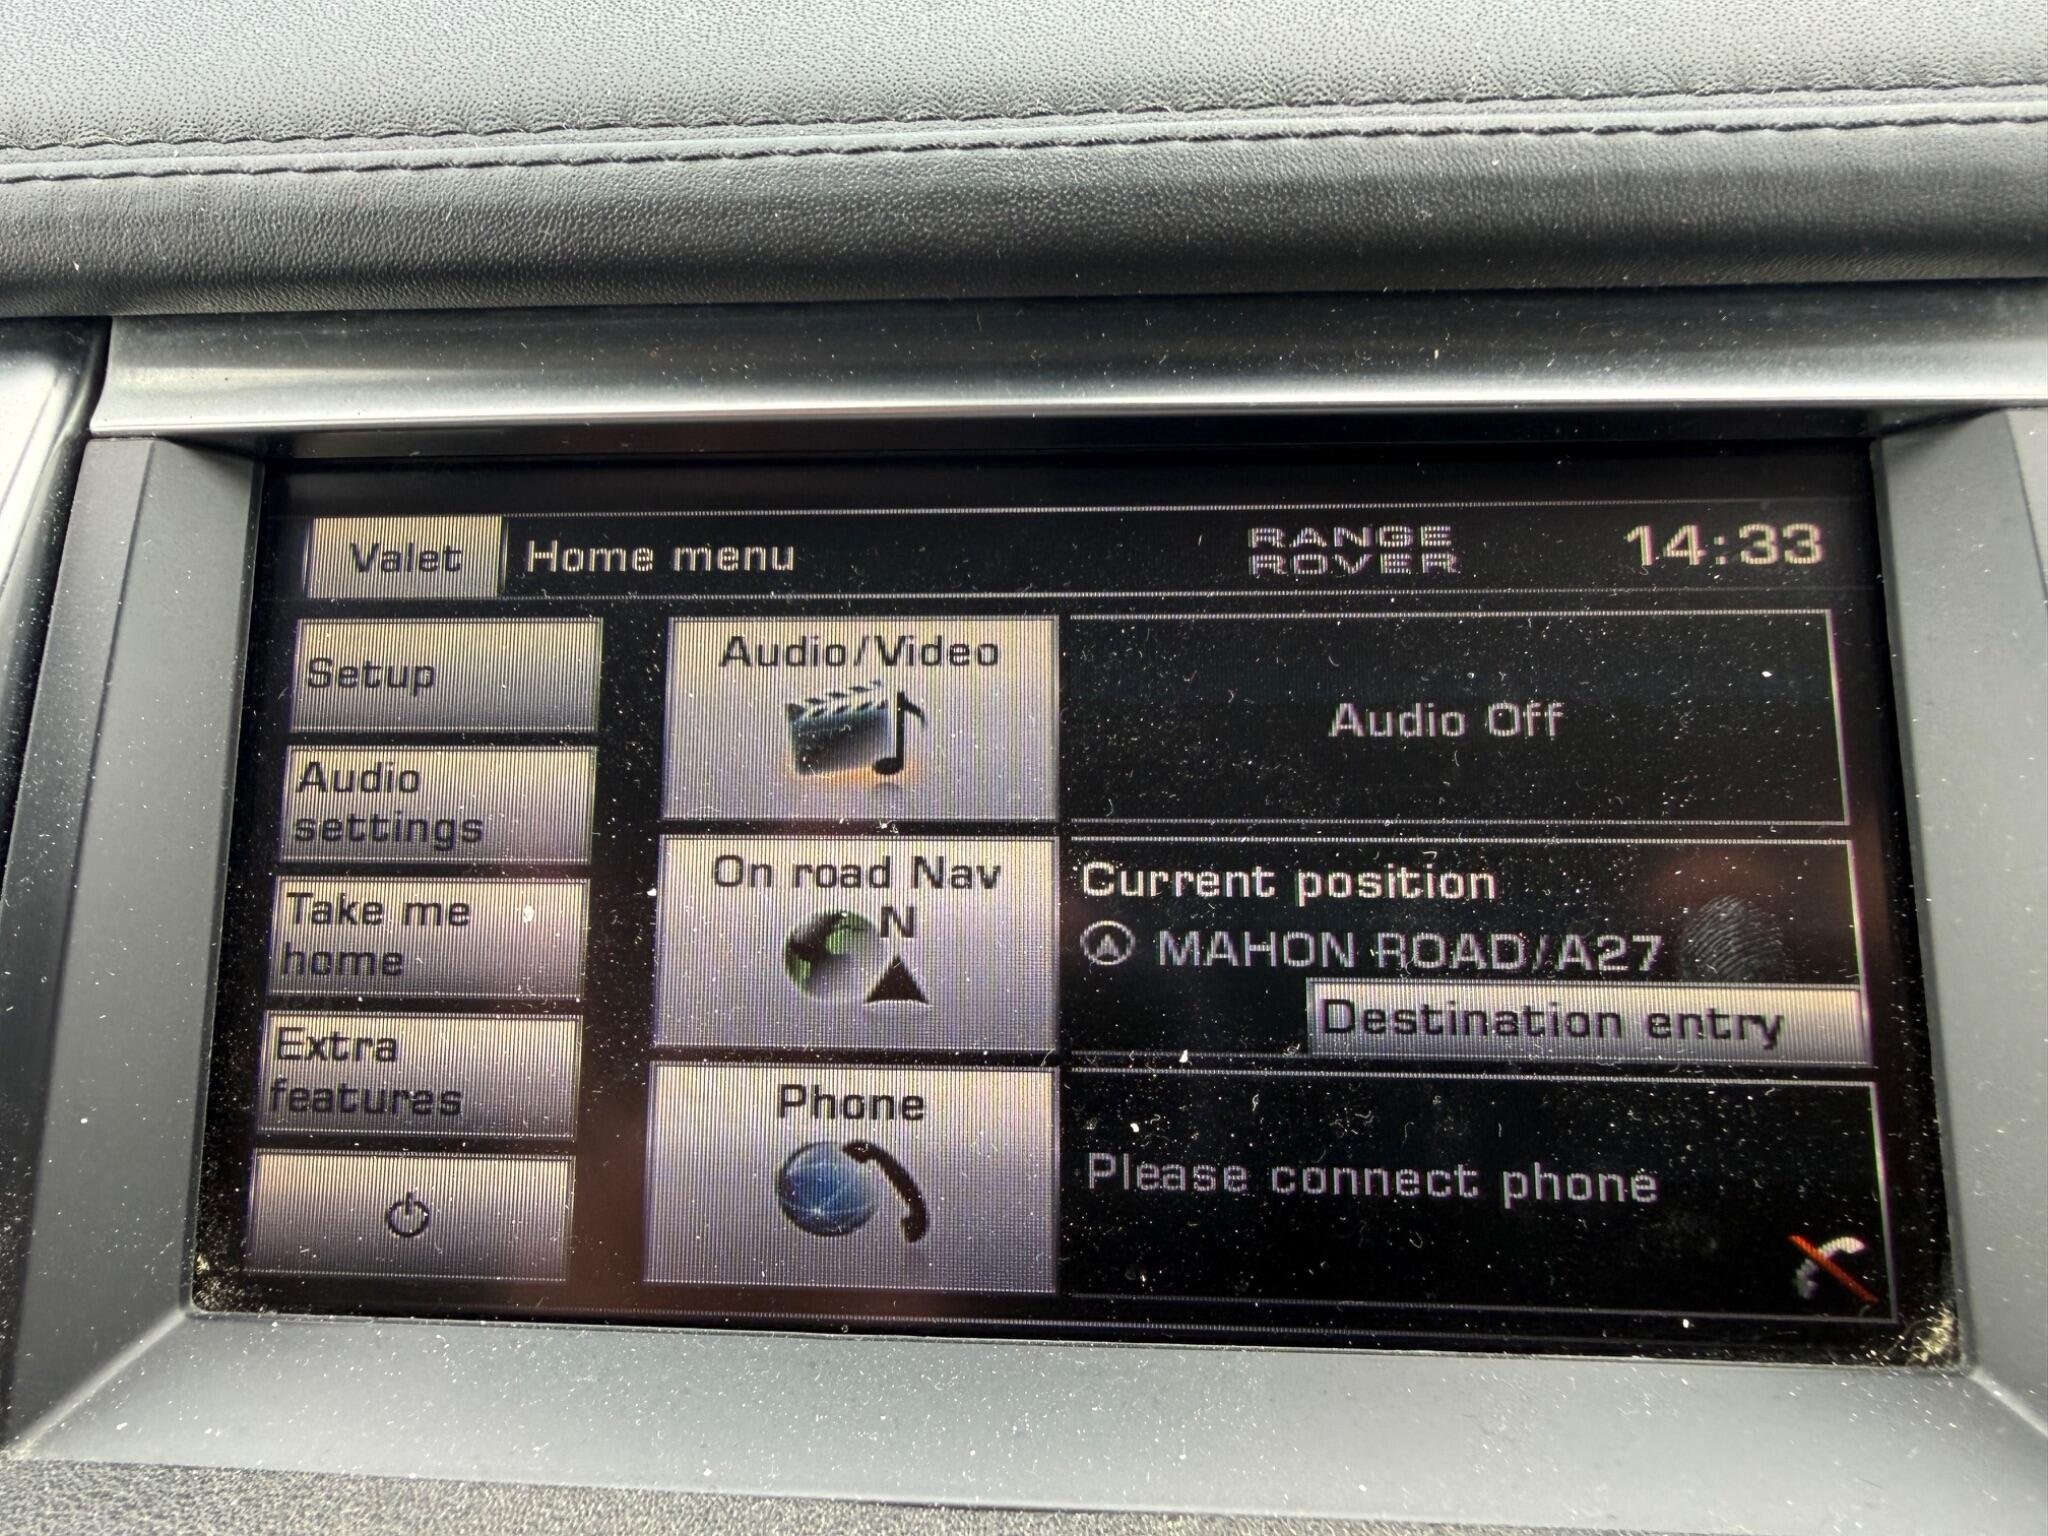 Valet
Home menu
RANGE
ROVER
14:33
Setup
Audio
settings
Take me
home
Extra
features
Audio/Video
Audio Off
On road Nav
N
Current position
MAHON ROAD/A27
Destination entry
Phone
Please connect phone